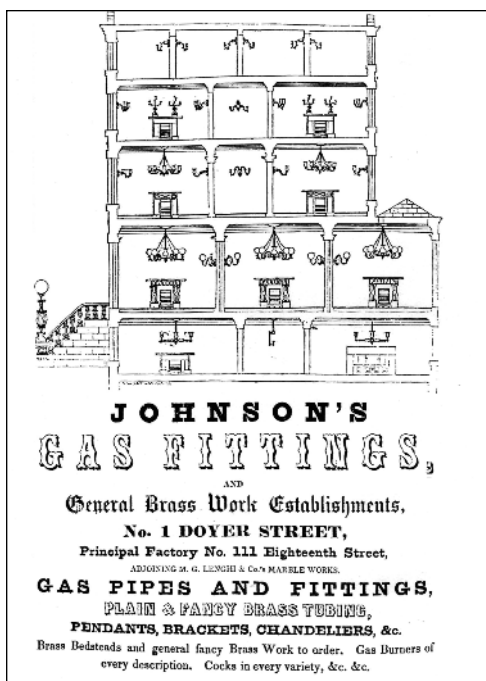 JOHNSON'S
GAS FITTINGS,
AND
General Brass Work Establishments,
No. 1 DOYER STREET,
Principal Factory No. 111 Eighteenth Street,
ADJOINING M. G. LENGHI & Co.'s MARBLE WORKS.
GAS PIPES AND FITTINGS,
PLAIN & FANCY BRASS TUBING,
PENDANTS, BRACKETS, CHANDELIERS, &c.
Brass Bedsteads and general fancy Brass Work to order. Gas Burners of
every description. Cocks in every variety, &c. &c.